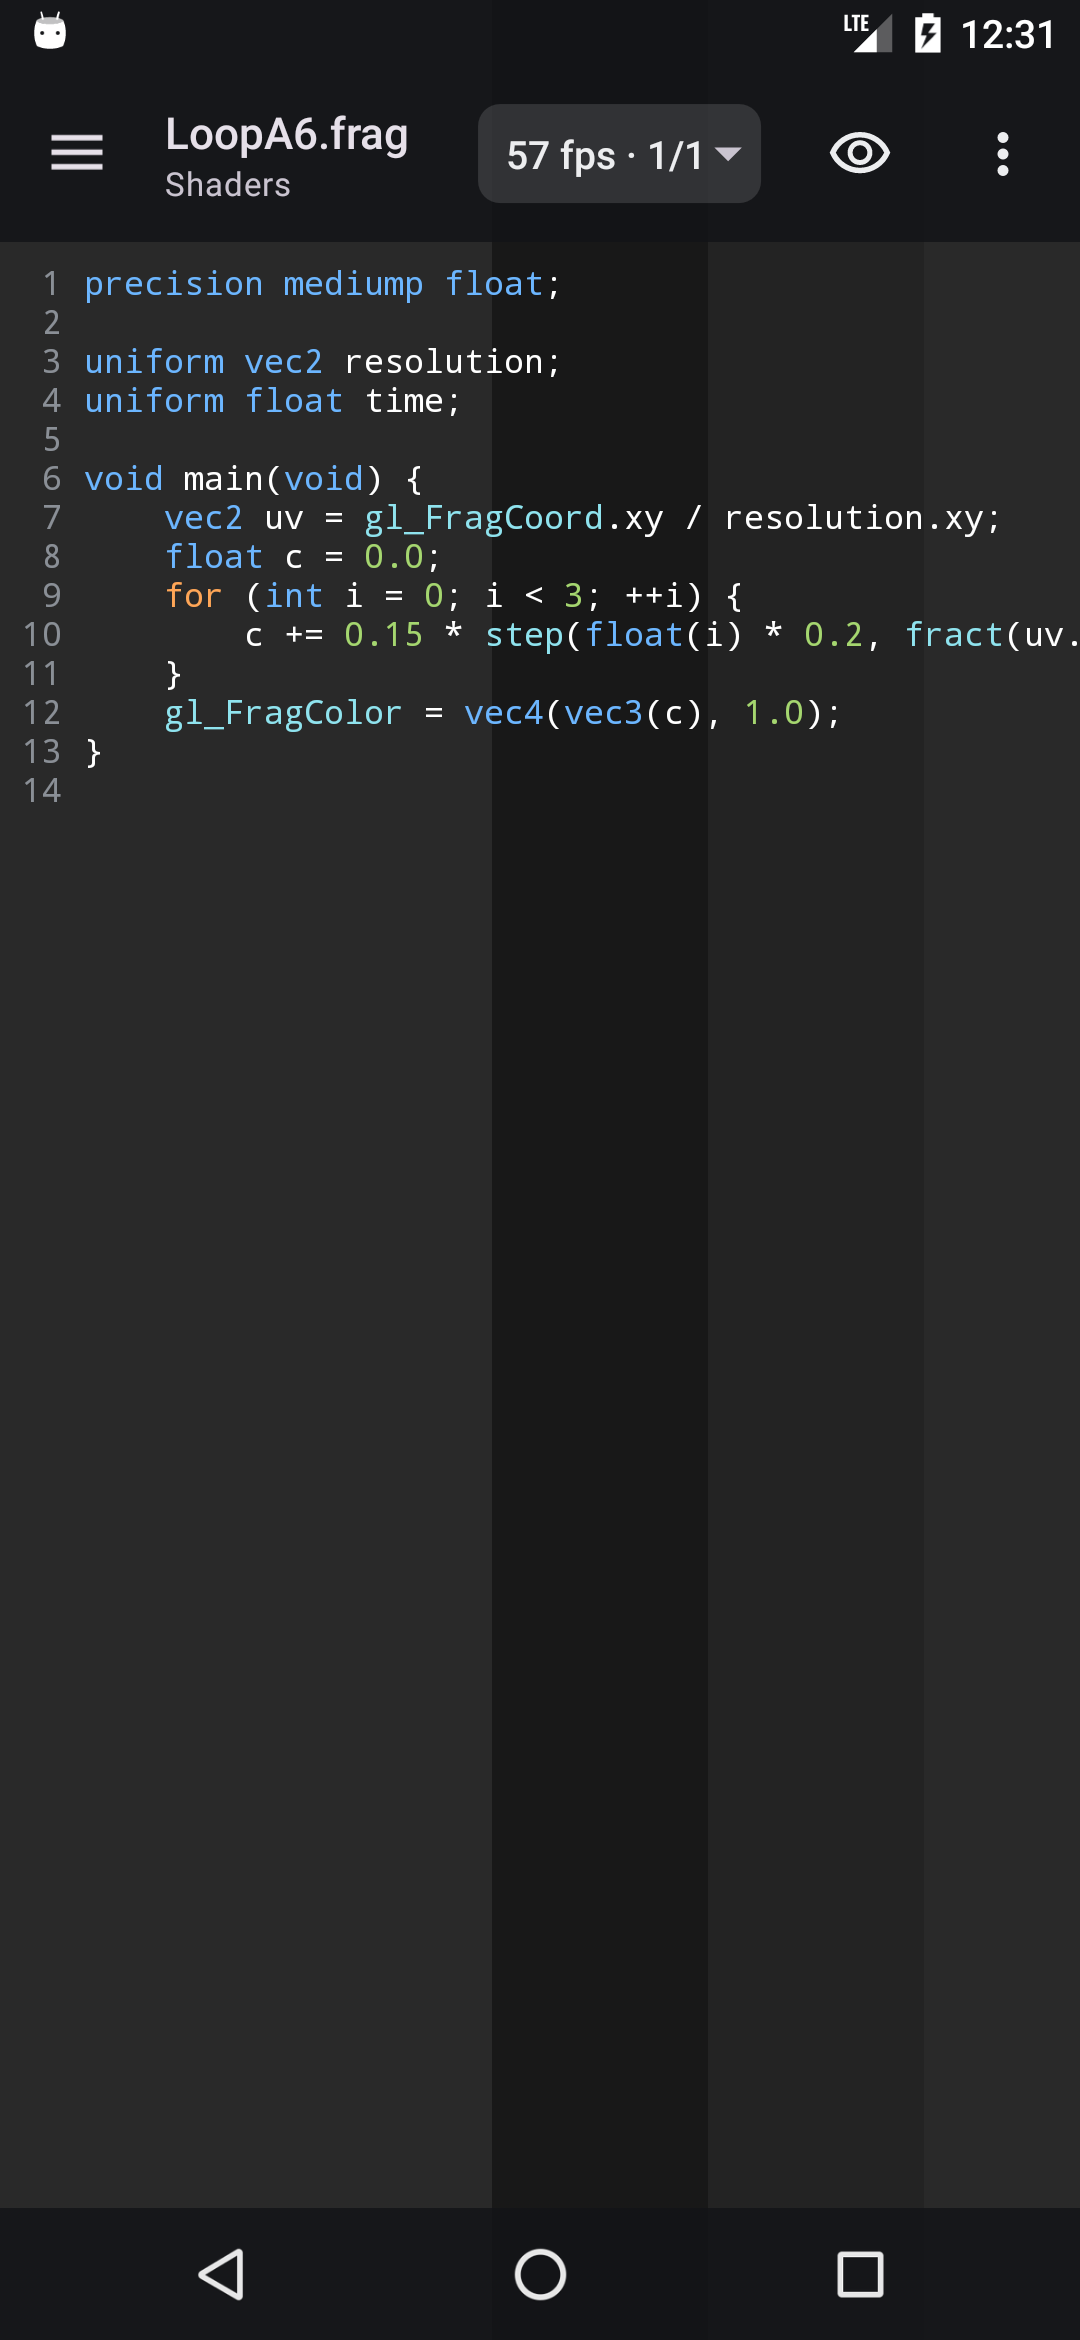 LTE 12:31
LoopA6.frag
Shaders
57 fps · 1/1
1 precision mediump float;
2
3 uniform vec2 resolution;
4 uniform float time;
5
6 void main(void) {
7 vec2 uv = gl_FragCoord.xy / resolution.xy;
8 float c = 0.0;
9 for (int i = 0; i < 3; ++i) {
10 c += 0.15 * step(float(i) * 0.2, fract(uv.
11 }
12 gl_FragColor = vec4(vec3(c), 1.0);
13 }
14